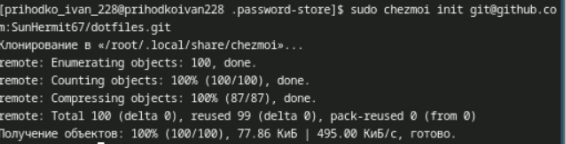 [prihodko_ivan_228@prihodkoivan228 .password-store]$ sudo chezmoi init git@github.co
m:SunHermit67/dotfiles.git
Клонирование в «/root/.local/share/chezmoi»...
remote: Enumerating objects: 100, done.
remote: Counting objects: 100% (100/100), done.
remote: Compressing objects: 100% (87/87), done.
remote: Total 100 (delta 0), reused 99 (delta 0), pack-reused 0 (from 0)
Получение объектов: 100% (100/100), 77.86 КиБ | 495.00 КиБ/с, готово.